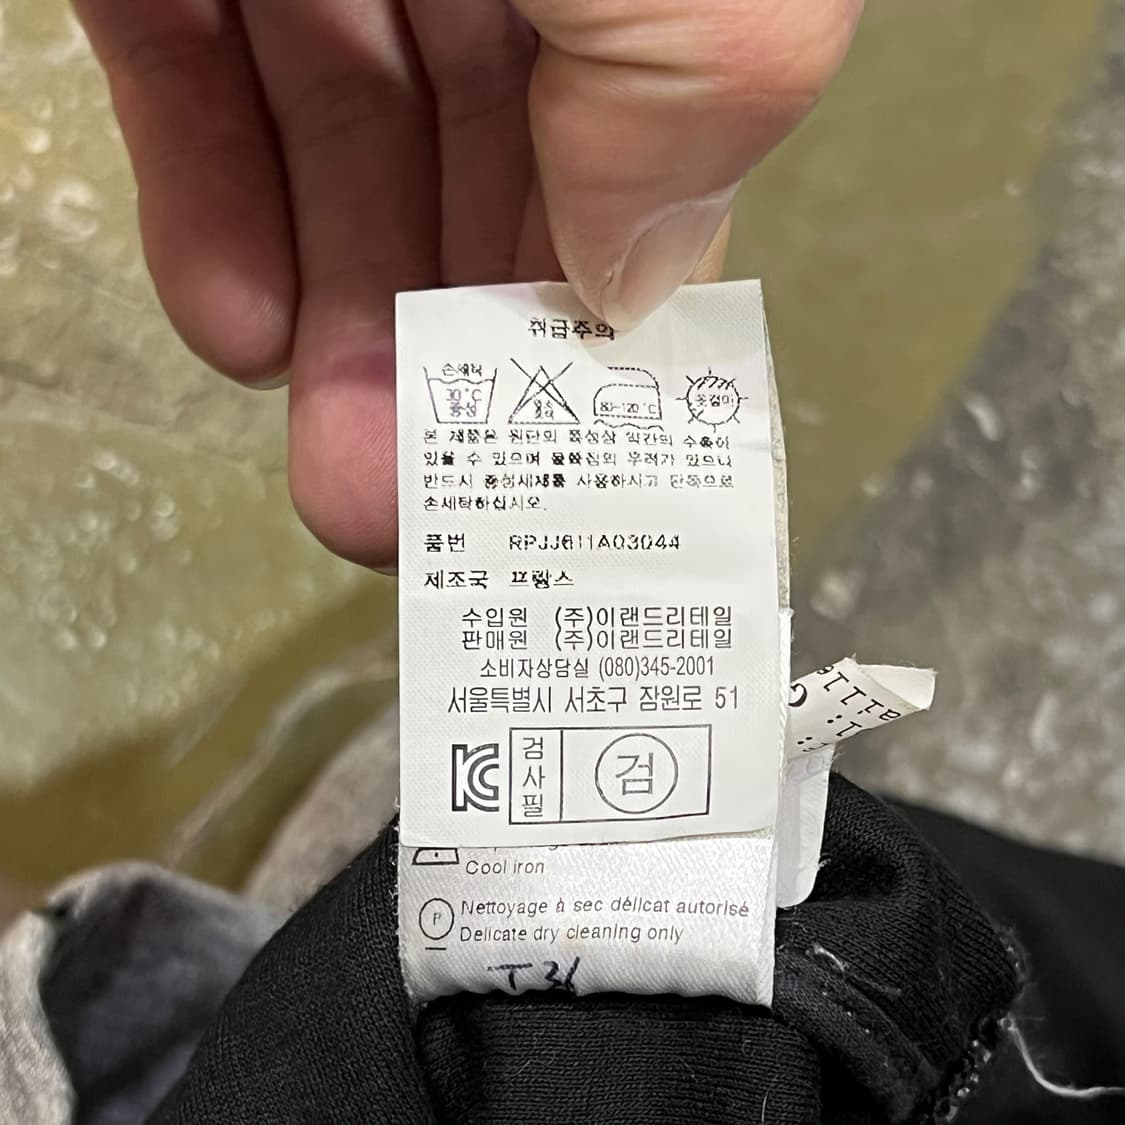 취급주의
손세탁
30°C
중성
80~120°C
옷걸이
본 제품은 원단의 특성상 약간의 수축이
있을 수 있으며 물빠짐의 우려가 있으니
반드시 중성세제를 사용하시고 단독으로
손세탁하십시오.
품번 RPJJ611A03044
제조국 프랑스
수입원 (주)이랜드리테일
판매원 (주)이랜드리테일
소비자상담실 (080)345-2001
서울특별시 서초구 잠원로 51
검사필
검
Cool iron
P
Nettoyage à sec délicat autorisé
Delicate dry cleaning only